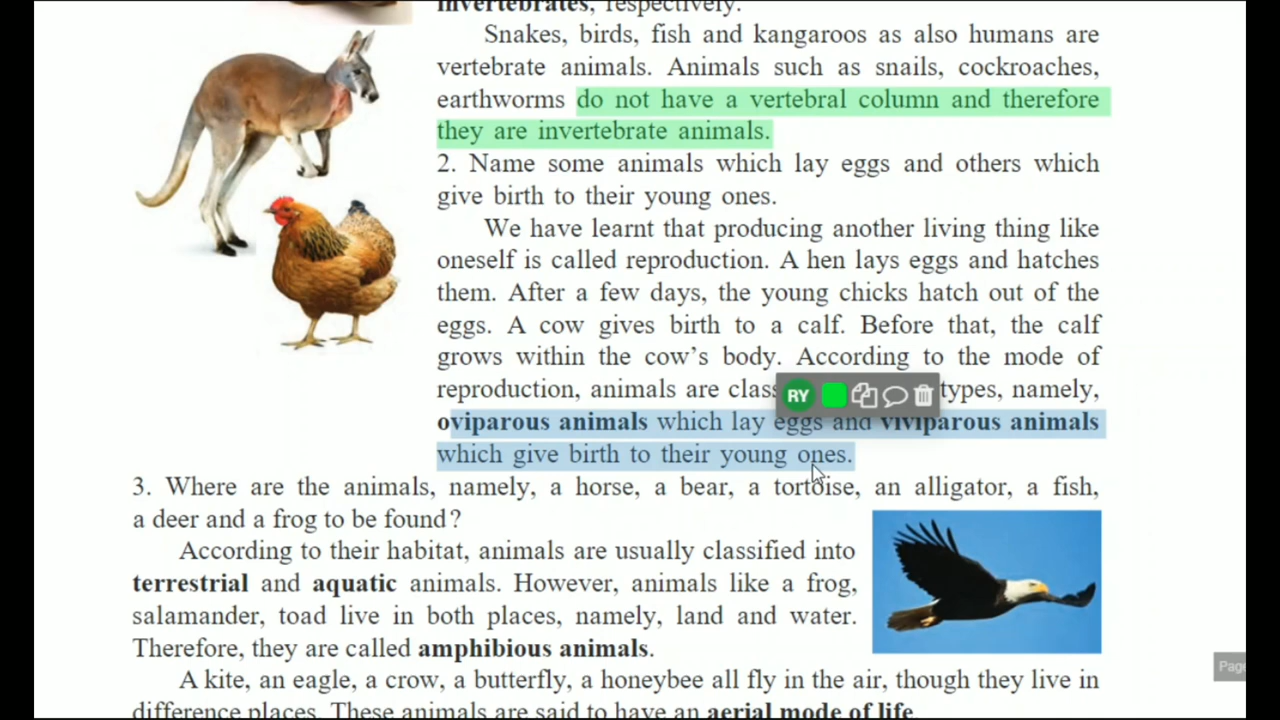 invertebrates, respectively.
Snakes, birds, fish and kangaroos as also humans are
vertebrate animals. Animals such as snails, cockroaches,
earthworms do not have a vertebral column and therefore
they are invertebrate animals.
2. Name some animals which lay eggs and others which
give birth to their young ones.
We have learnt that producing another living thing like
oneself is called reproduction. A hen lays eggs and hatches
them. After a few days, the young chicks hatch out of the
eggs. A cow gives birth to a calf. Before that, the calf
grows within the cow's body. According to the mode of
reproduction, animals are class types, namely,
RY
oviparous animals which lay eggs and viviparous animals
which give birth to their young ones.
3. Where are the animals, namely, a horse, a bear, a tortoise, an alligator, a fish,
a deer and a frog to be found?
According to their habitat, animals are usually classified into
terrestrial and aquatic animals. However, animals like a frog,
salamander, toad live in both places, namely, land and water.
Therefore, they are called amphibious animals.
Page
A kite, an eagle, a crow, a butterfly, a honeybee all fly in the air, though they live in
difference places. These animals are said to have an aerial mode of life.